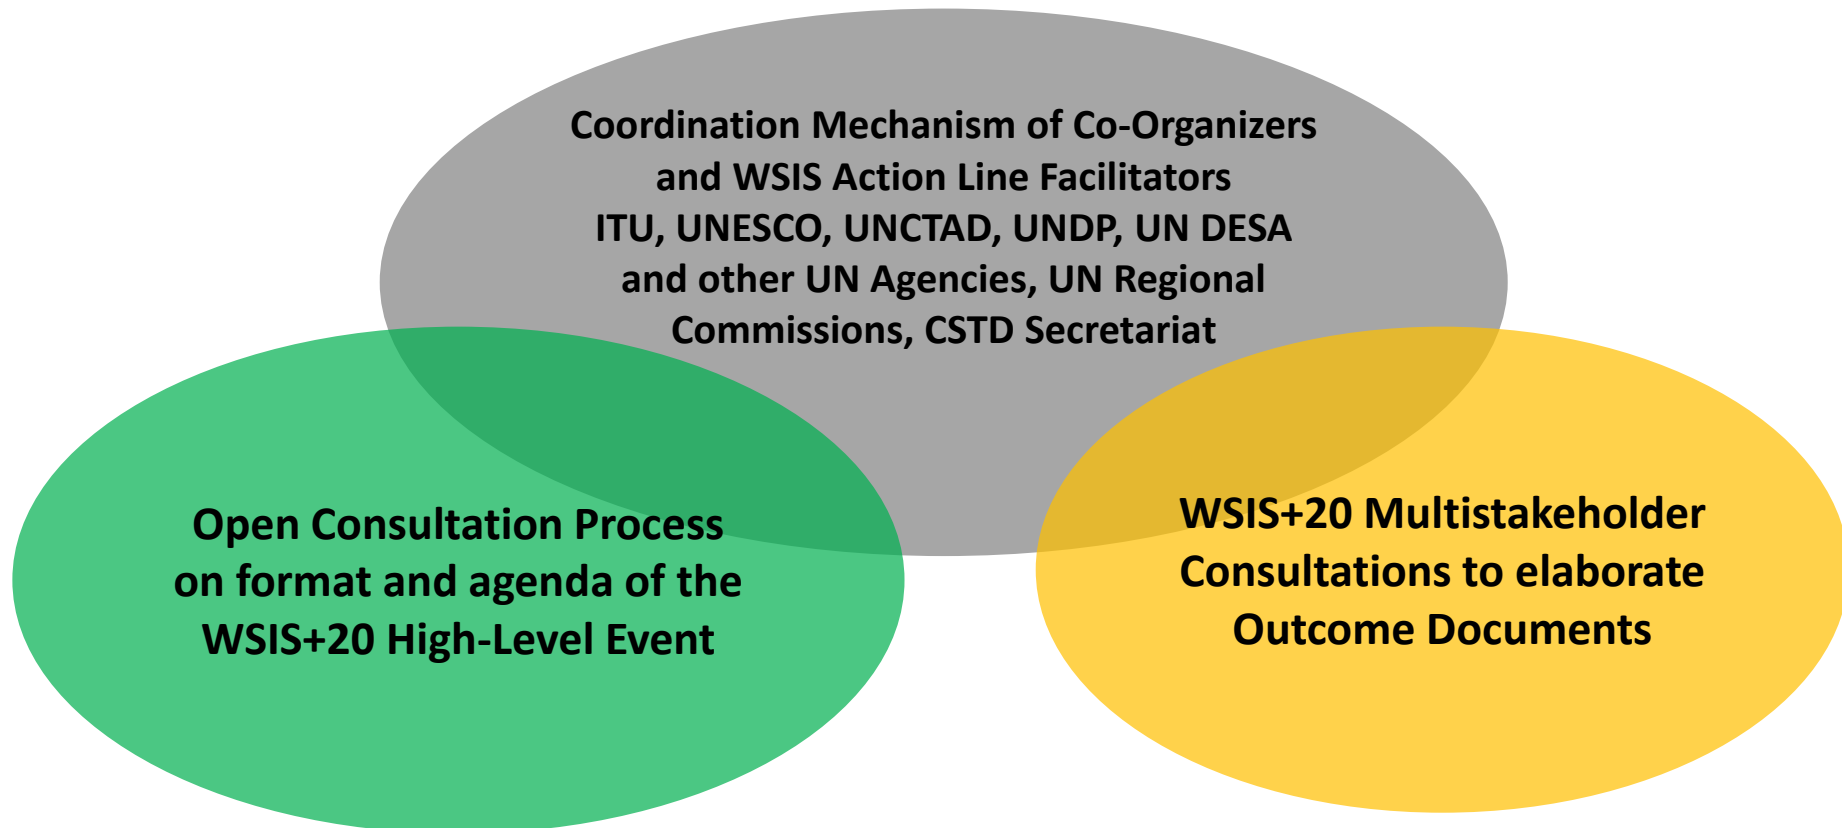 Coordination Mechanism of Co-Organizers
and WSIS Action Line Facilitators
ITU, UNESCO, UNCTAD, UNDP, UN DESA
and other UN Agencies, UN Regional
Commissions, CSTD Secretariat
Open Consultation Process
on format and agenda of the
WSIS+20 High-Level Event
WSIS+20 Multistakeholder
Consultations to elaborate
Outcome Documents